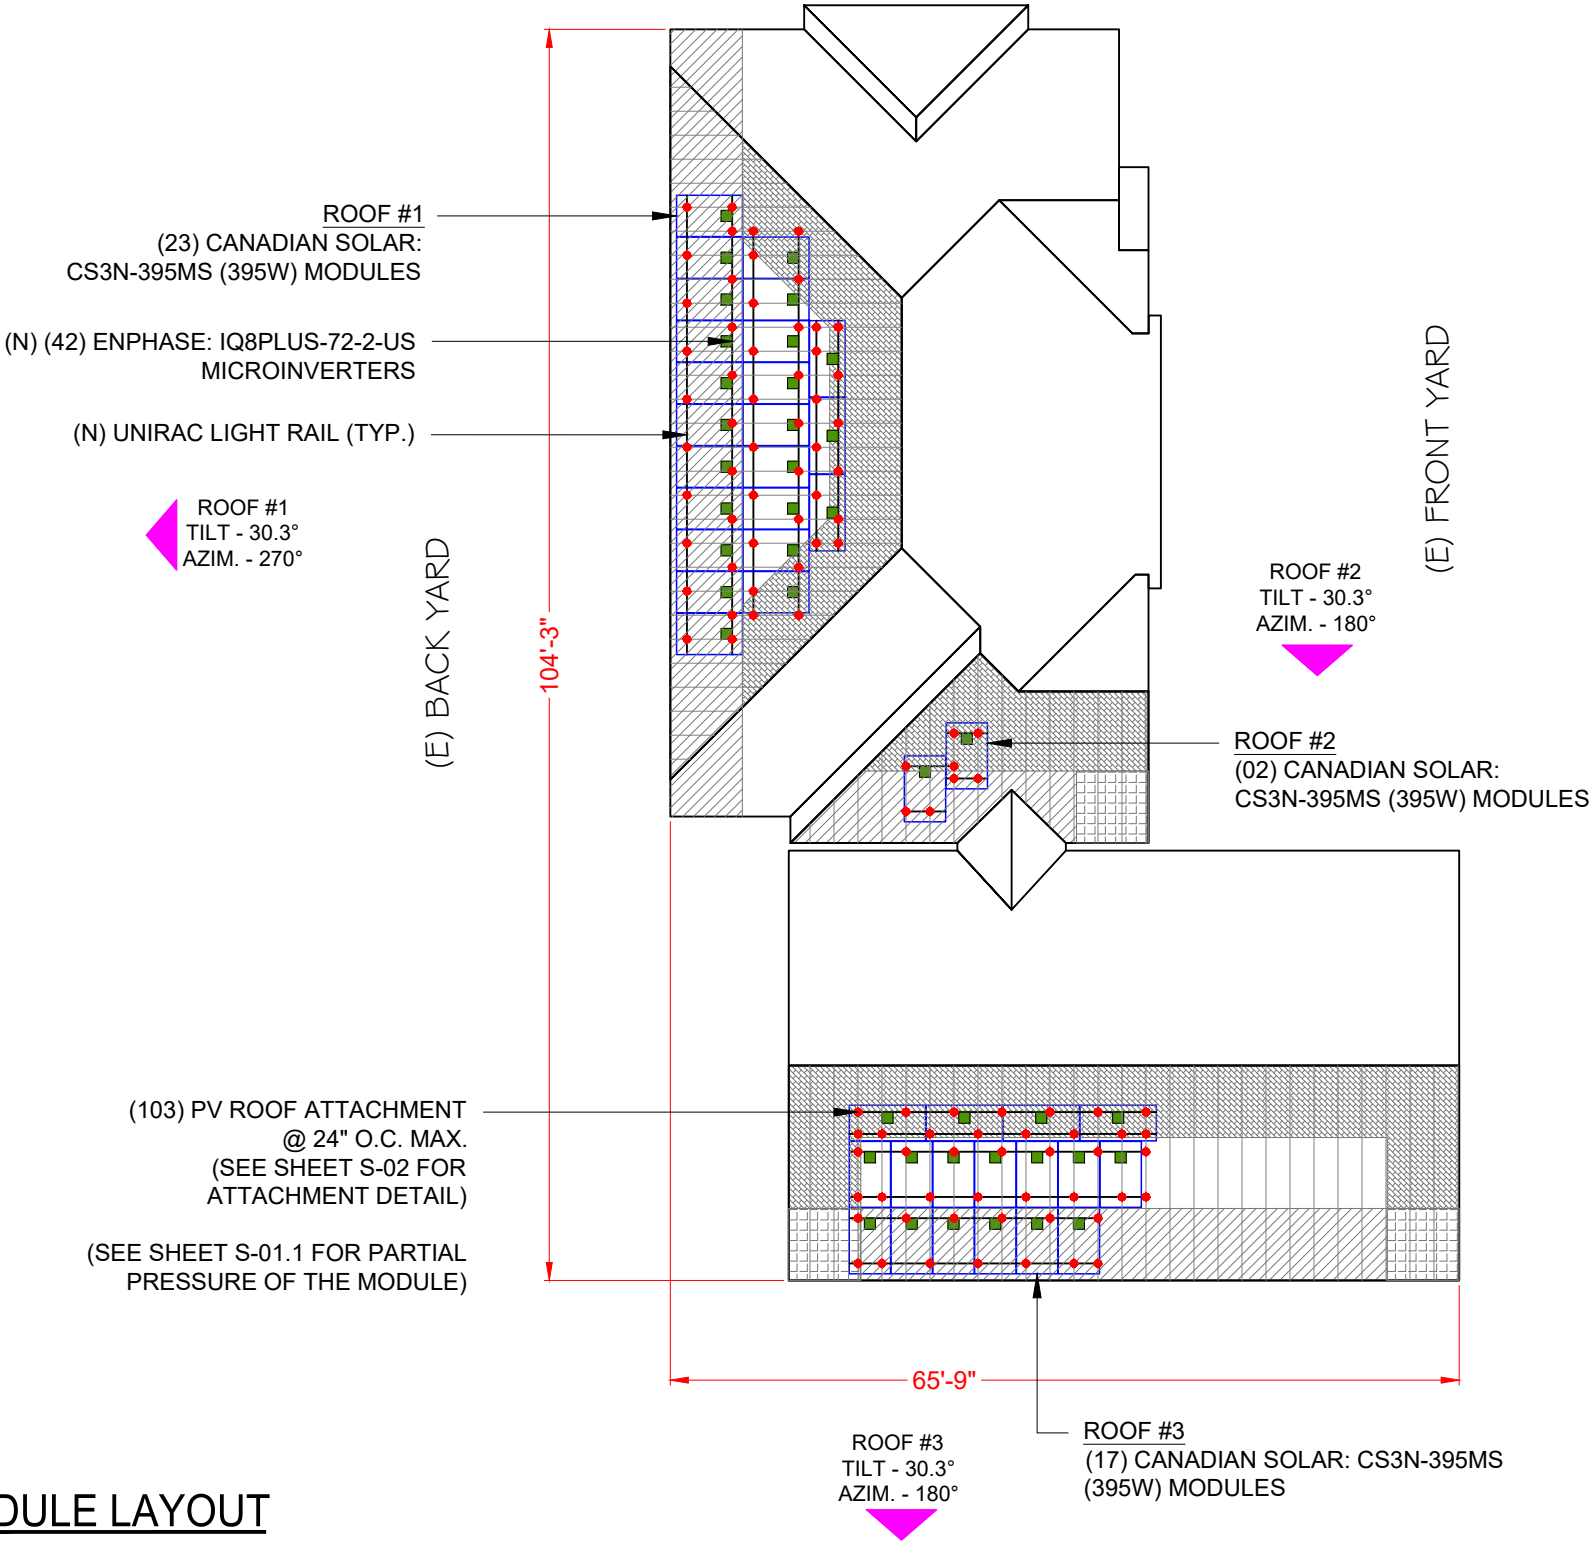 ROOF #1
(23) CANADIAN SOLAR:
CS3N-395MS (395W) MODULES
(N) (42) ENPHASE: IQ8PLUS-72-2-US
MICROINVERTERS
(N) UNIRAC LIGHT RAIL (TYP.)
ROOF #1
TILT - 30.3°
AZIM. - 270°
(E) BACK YARD
104'-3"
(E) FRONT YARD
ROOF #2
TILT - 30.3°
AZIM. - 180°
ROOF #2
(02) CANADIAN SOLAR:
CS3N-395MS (395W) MODULES
(103) PV ROOF ATTACHMENT
@ 24" O.C. MAX.
(SEE SHEET S-02 FOR
ATTACHMENT DETAIL)
(SEE SHEET S-01.1 FOR PARTIAL
PRESSURE OF THE MODULE)
65'-9"
ROOF #3
TILT - 30.3°
AZIM. - 180°
ROOF #3
(17) CANADIAN SOLAR: CS3N-395MS
(395W) MODULES
DULE LAYOUT